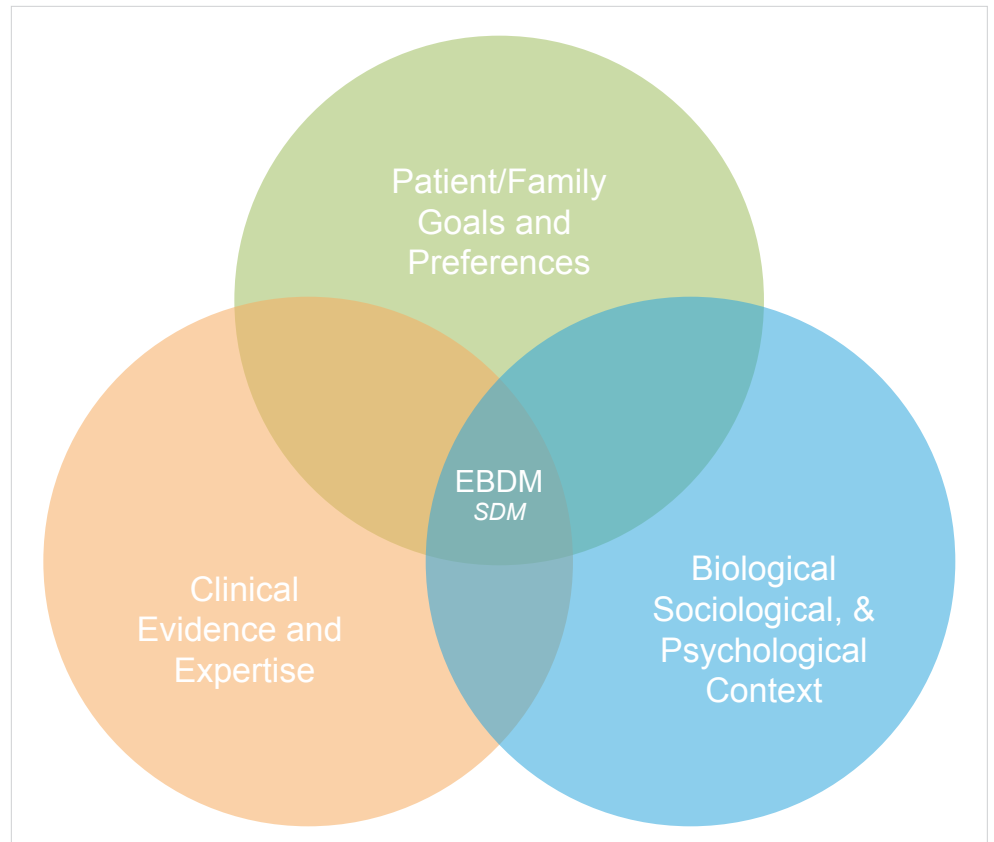 Patient/Family
Goals and
Preferences
EBDM
SDM
Clinical
Evidence and
Expertise
Biological
Sociological, &
Psychological
Context